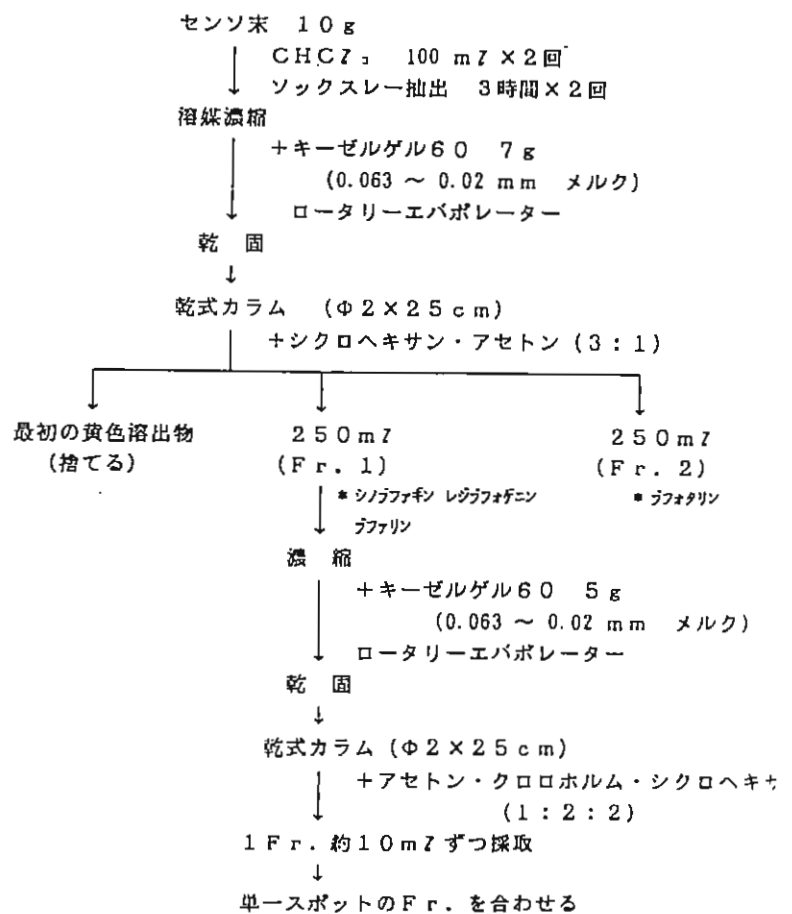 センソ末 10g
CHCl₃ 100ml×2回
ソックスレー抽出 3時間×2回
溶媒濃縮
+キーゼルゲル60 7g
(0.063 ~ 0.02 mm メルク)
ロータリーエバポレーター
乾固
乾式カラム (Φ2×25cm)
+シクロヘキサン・アセトン(3:1)
最初の黄色溶出物 250ml 250ml
(捨てる) (Fr.1) (Fr.2)
*シノブファギン レジブフォゲニン *ブフォタリン
ブファリン
濃縮
+キーゼルゲル60 5g
(0.063 ~ 0.02 mm メルク)
ロータリーエバポレーター
乾固
乾式カラム(Φ2×25cm)
+アセトン・クロロホルム・シクロヘキサ
(1:2:2)
1Fr.約10mlずつ採取
単一スポットのFr.を合わせる